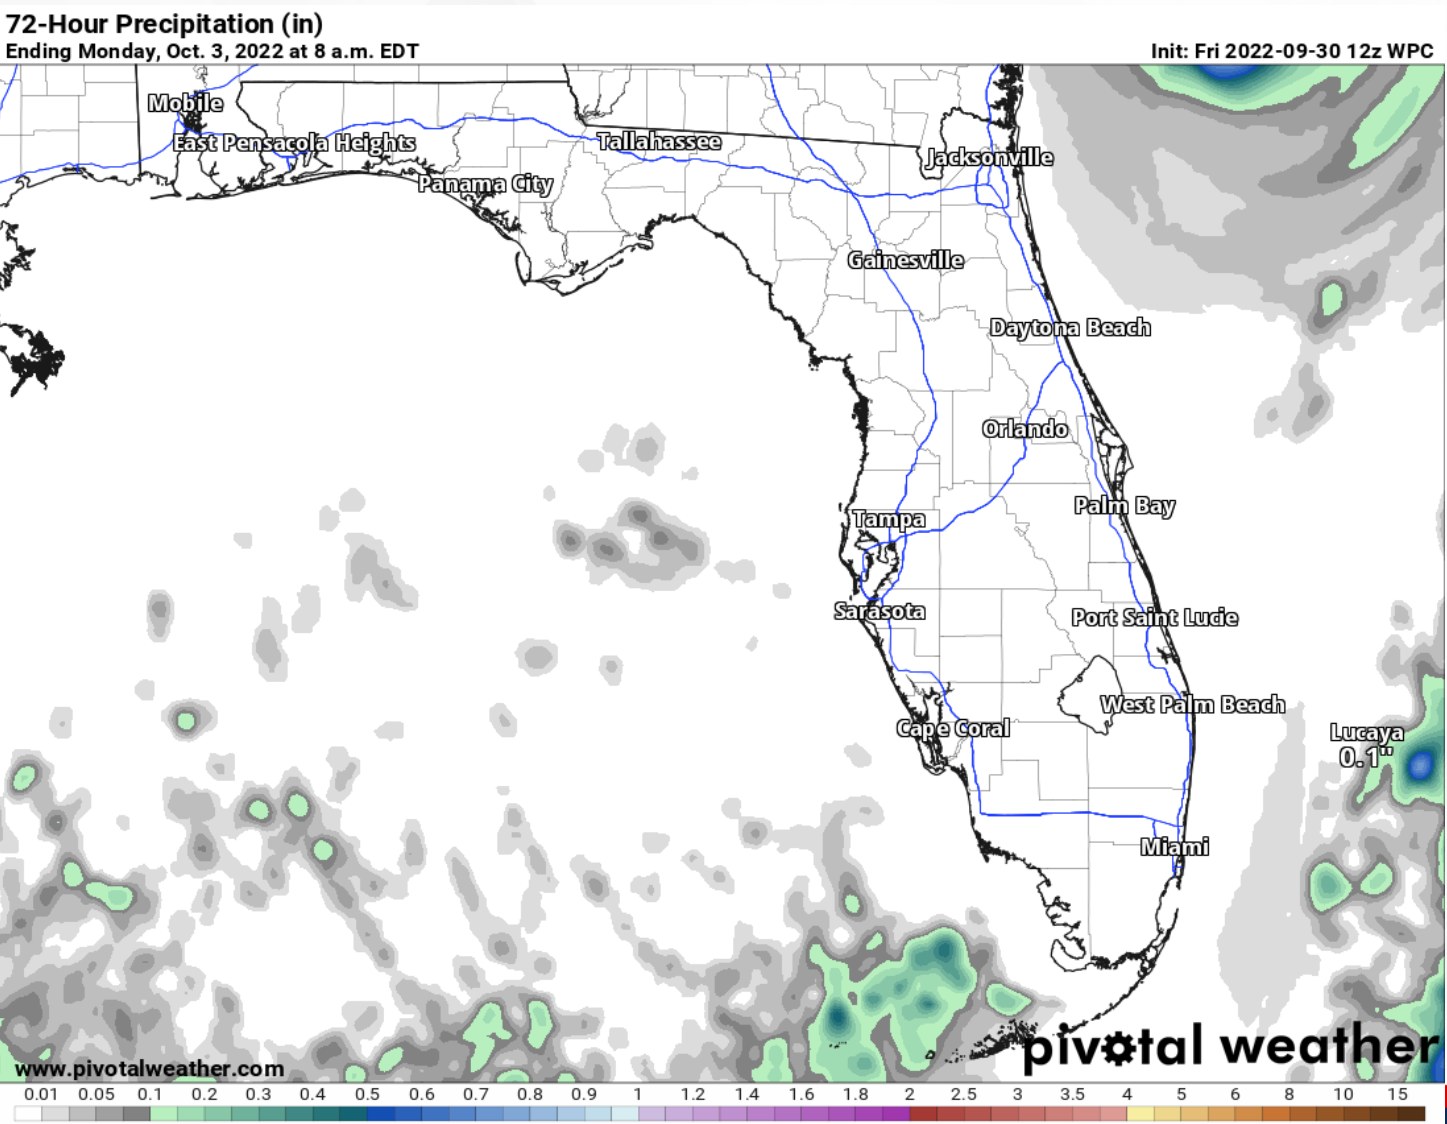 72-Hour Precipitation (in)
Ending Monday, Oct. 3, 2022 at 8 a.m. EDT
Init: Fri 2022-09-30 12z WPC
Mobile
East Pensacola Heights
Tallahassee
Jacksonville
Panama City
Gainesville
Daytona Beach
Orlando
Palm Bay
Tampa
Sarasota
Port Saint Lucie
West Palm Beach
Cape Coral
Lucaya
0.1"
Miami
pivotal weather
www.pivotalweather.com
0.01 0.05 0.1 0.2 0.3 0.4 0.5 0.6 0.7 0.8 0.9 1 1.2 1.4 1.6 1.8 2 2.5 3 3.5 4 5 6 8 10 15